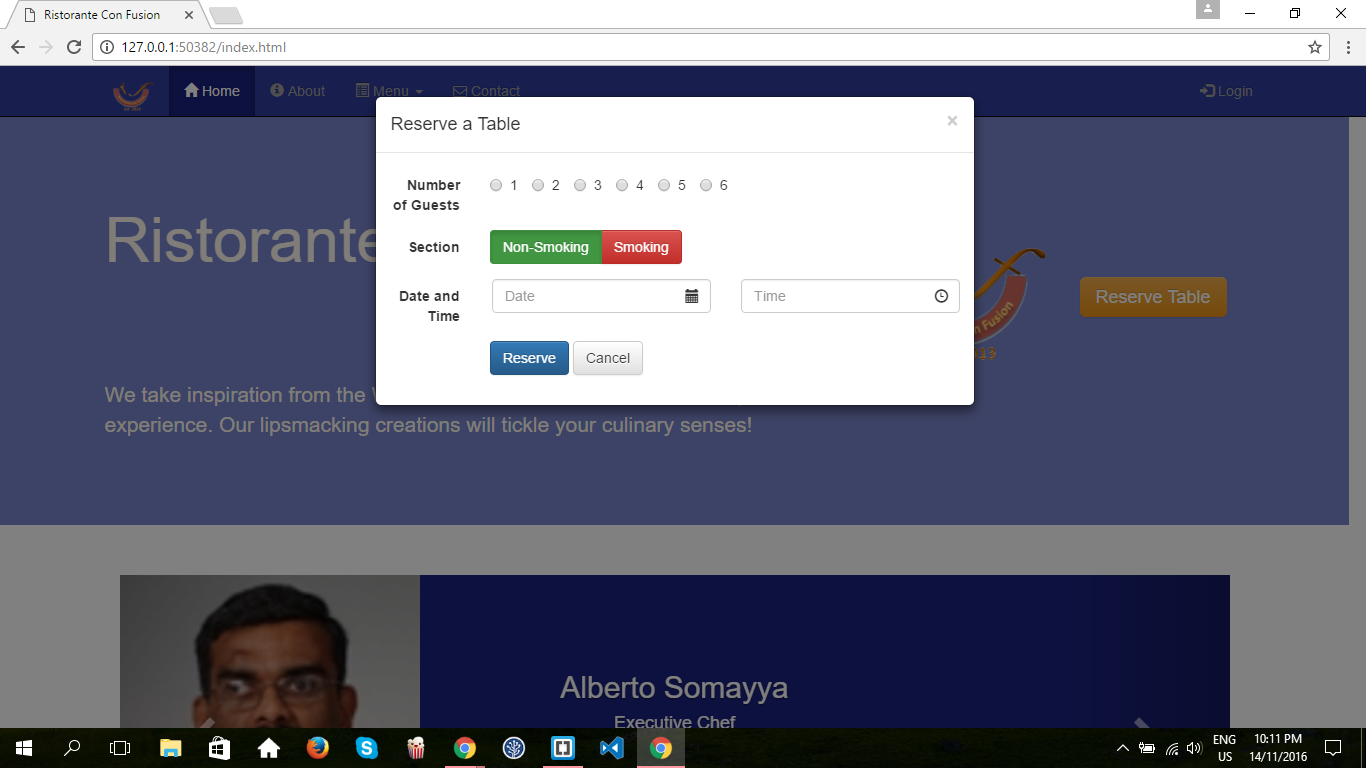 Ristorante Con Fusion
127.0.0.1:50382/index.html
Home About Menu Contact Login
Reserve a Table ×
Number of Guests
1 2 3 4 5 6
Section
Non-Smoking Smoking
Date and Time
Date Time
Reserve Cancel
Ristorante
Reserve Table
We take inspiration from the
experience. Our lipsmacking creations will tickle your culinary senses!
Alberto Somayya
Executive Chef
ENG 10:11 PM
US 14/11/2016